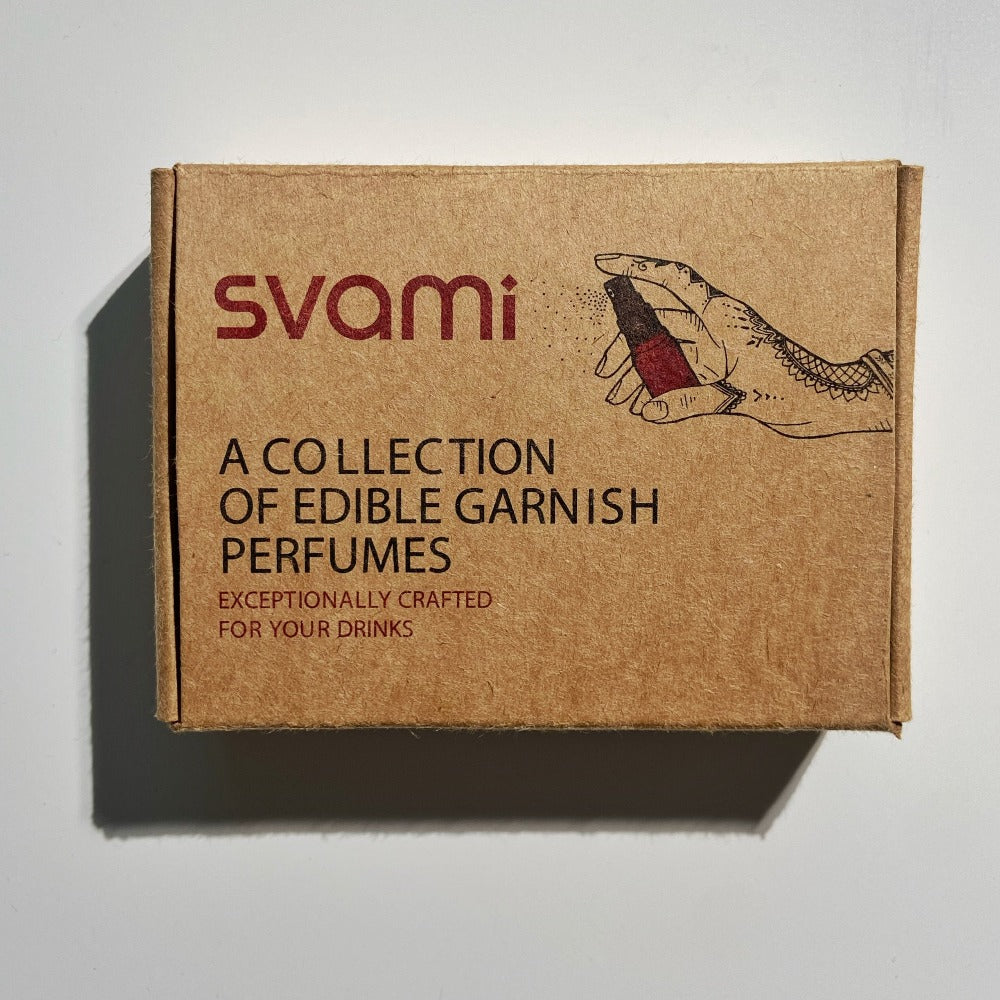 svami
A COLLECTION
OF EDIBLE GARNISH
PERFUMES
EXCEPTIONALLY CRAFTED
FOR YOUR DRINKS